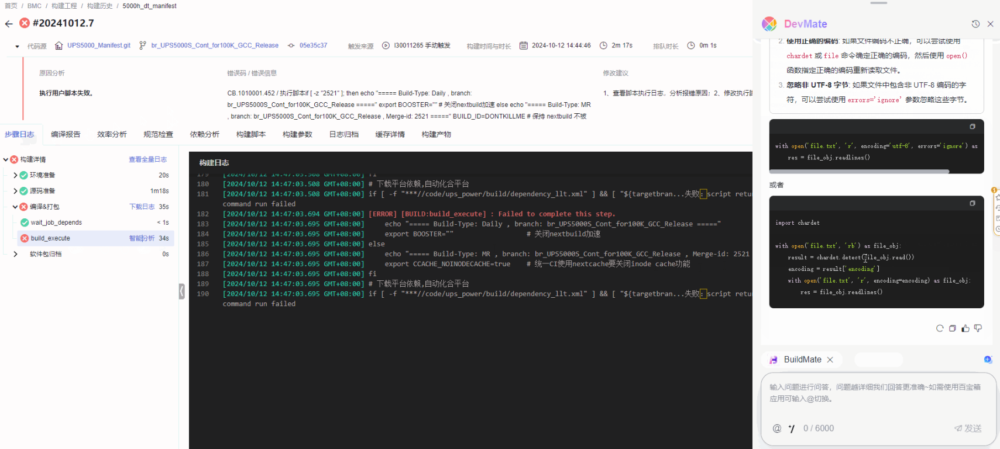 首页 / BMC / 构建工程 / 构建历史 / 5000h_dt_manifest
#20241012.7
代码源 UPS5000_Manifest.git br_UPS5000S_Cont_for100K_GCC_Release 05e35c37 触发来源 l30011265 手动触发 构建时间与时长 2024-10-12 14:44:46 2m 17s 排队时长 0m 1s
原因分析 错误码 / 错误信息 修改建议
执行用户脚本失败。 CB.1010001.452 / 执行脚本if [ -z "2521" ]; then echo "===== Build-Type: Daily , branch: 1、查看脚本执行日志，分析报错原因；2、修改执行脚
br_UPS5000S_Cont_for100K_GCC_Release =====" export BOOSTER="" # 关闭nextbuild加速 else echo "===== Build-Type: MR
, branch: br_UPS5000S_Cont_for100K_GCC_Release , Merge-id: 2521 =====" BUILD_ID=DONTKILLME # 保持 nextbuild 不被
步骤日志 编译报告 效率分析 规范检查 依赖分析 构建脚本 构建参数 日志归档 缓存详情 构建产物
构建详情 查看全量日志
环境准备 20s
源码准备 1m18s
编译&打包 下载日志 35s
wait_job_depends < 1s
build_execute 智能分析 34s
软件包归档 0s
构建日志
179 [2024/10/12 14:47:03.508 GMT+08:00] fi
180 [2024/10/12 14:47:03.508 GMT+08:00] # 下载平台依赖,自动化合平台
181 [2024/10/12 14:47:03.508 GMT+08:00] if [ -f "***//code/ups_power/build/dependency_llt.xml" ] && [ "${targetbran...失败：script retu
command run failed
182 [2024/10/12 14:47:03.694 GMT+08:00] [ERROR] [BUILD:build_execute] : Failed to complete this step.
183 [2024/10/12 14:47:03.695 GMT+08:00] echo "===== Build-Type: Daily , branch: br_UPS5000S_Cont_for100K_GCC_Release ====="
184 [2024/10/12 14:47:03.695 GMT+08:00] export BOOSTER="" # 关闭nextbuild加速
185 [2024/10/12 14:47:03.695 GMT+08:00] else
186 [2024/10/12 14:47:03.695 GMT+08:00] echo "===== Build-Type: MR , branch: br_UPS5000S_Cont_for100K_GCC_Release , Merge-id: 2521
187 [2024/10/12 14:47:03.695 GMT+08:00] export CCACHE_NOINODECACHE=true # 统一CI使用nextcache要关闭inode cache功能
188 [2024/10/12 14:47:03.695 GMT+08:00] fi
189 [2024/10/12 14:47:03.695 GMT+08:00] # 下载平台依赖,自动化合平台
190 [2024/10/12 14:47:03.695 GMT+08:00] if [ -f "***//code/ups_power/build/dependency_llt.xml" ] && [ "${targetbran...失败：script retu
command run failed
DevMate
2. 使用正确的编码: 如果文件编码不正确，可以尝试使用
chardet 或 file 命令确定正确的编码，然后使用 open()
函数指定正确的编码重新读取文件。
3. 忽略非 UTF-8 字节: 如果文件中包含非 UTF-8 编码的字
符，可以尝试使用 errors='ignore' 参数忽略这些字节。
with open('file.txt', 'r', encoding='utf-8', errors='ignore') as
res = file_obj.readlines()
或者
import chardet
with open('file.txt', 'rb') as file_obj:
result = chardet.detect(file_obj.read())
encoding = result['encoding']
with open('file.txt', 'r', encoding=encoding) as file_obj:
res = file_obj.readlines()
BuildMate
输入问题进行问答，问题越详细我们回答更准确~如需使用百宝箱
应用可输入@切换。
@ 0 / 6000 发送